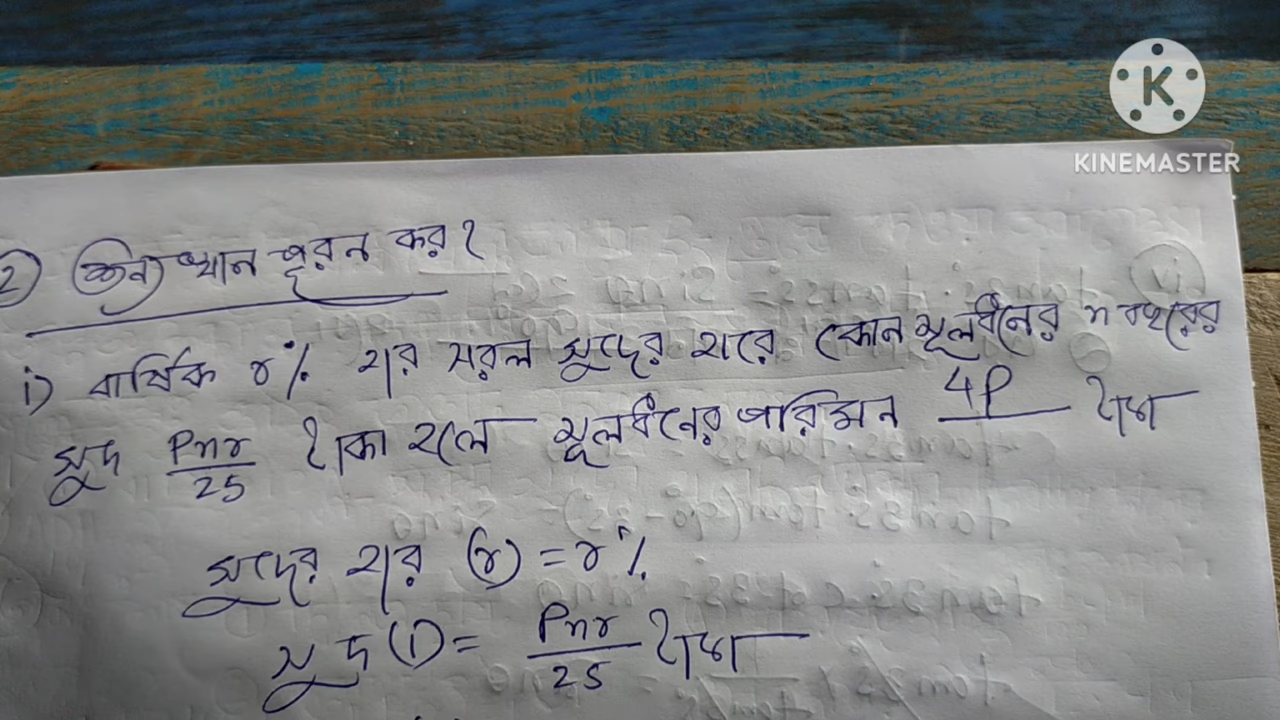 KINEMASTER
2) শূন্যস্থান পূরন কর?
i) বার্ষিক r% হার সরল সুদের হারে কোন মূলধনের n বছরের
সুদ Pnr/25 টাকা হলে মূলধনের পরিমান 4P টাকা
সুদের হার (r) = r%
সুদ (I) = Pnr/25 টাকা